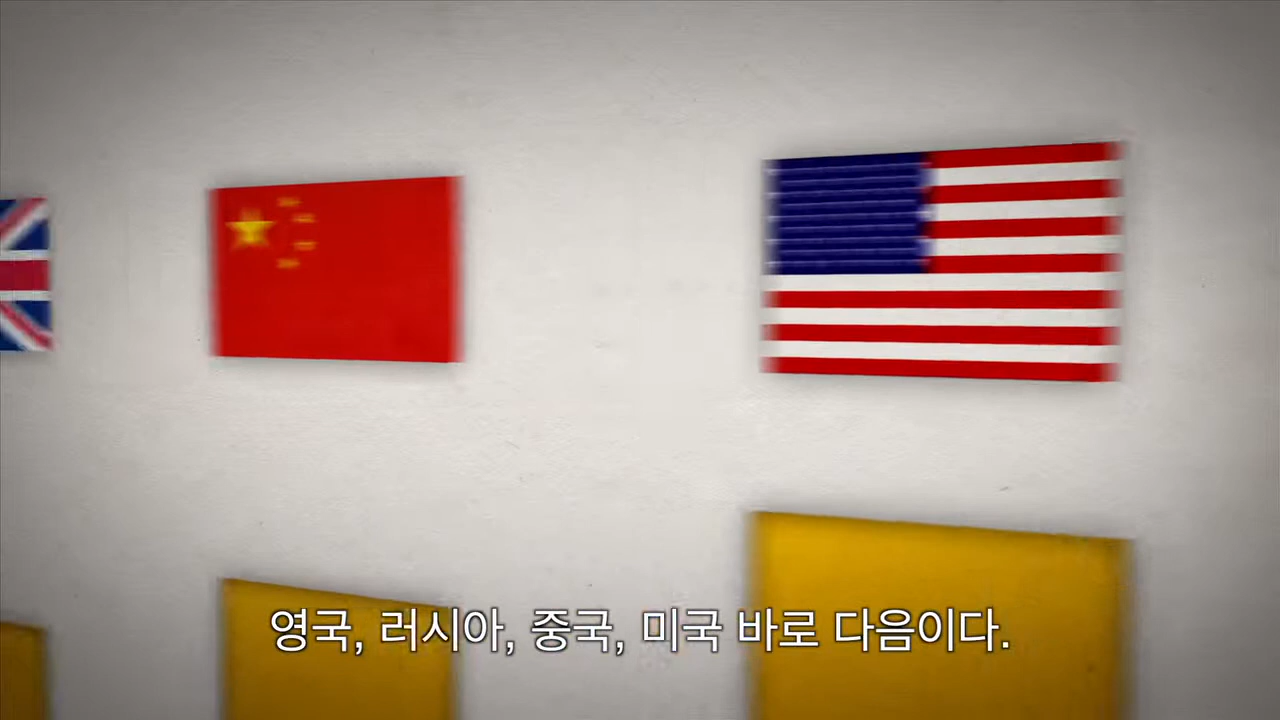 영국, 러시아, 중국, 미국 바로 다음이다.